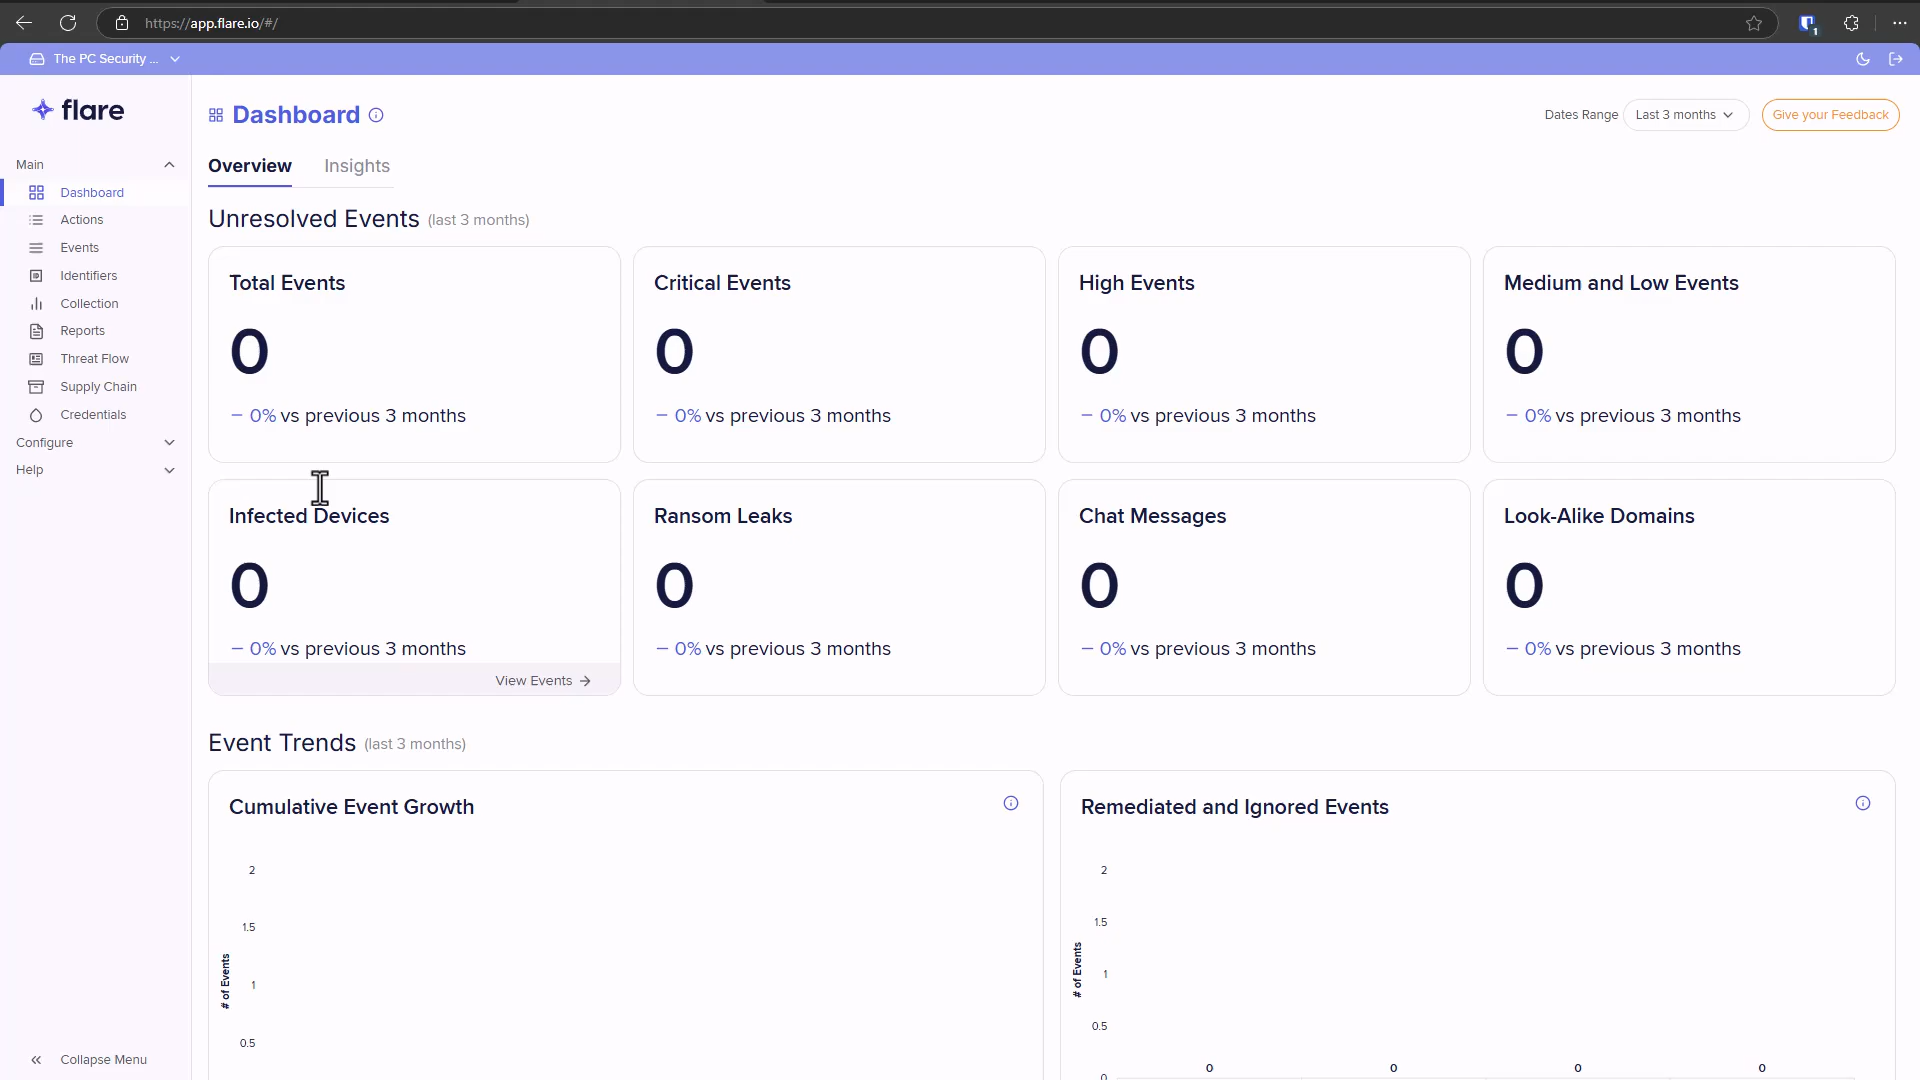 https://app.flare.io/#/
1
The PC Security ...
flare
Dashboard
Dates Range
Last 3 months
Give your Feedback
Main
Dashboard
Actions
Events
Identifiers
Collection
Reports
Threat Flow
Supply Chain
Credentials
Configure
Help
Collapse Menu
Overview
Insights
Unresolved Events (last 3 months)
Total Events
0
– 0% vs previous 3 months
Critical Events
0
– 0% vs previous 3 months
High Events
0
– 0% vs previous 3 months
Medium and Low Events
0
– 0% vs previous 3 months
Infected Devices
0
– 0% vs previous 3 months
View Events →
Ransom Leaks
0
– 0% vs previous 3 months
Chat Messages
0
– 0% vs previous 3 months
Look-Alike Domains
0
– 0% vs previous 3 months
Event Trends (last 3 months)
Cumulative Event Growth
2
1.5
1
0.5
# of Events
Remediated and Ignored Events
2
1.5
1
0.5
0
# of Events
0
0
0
0